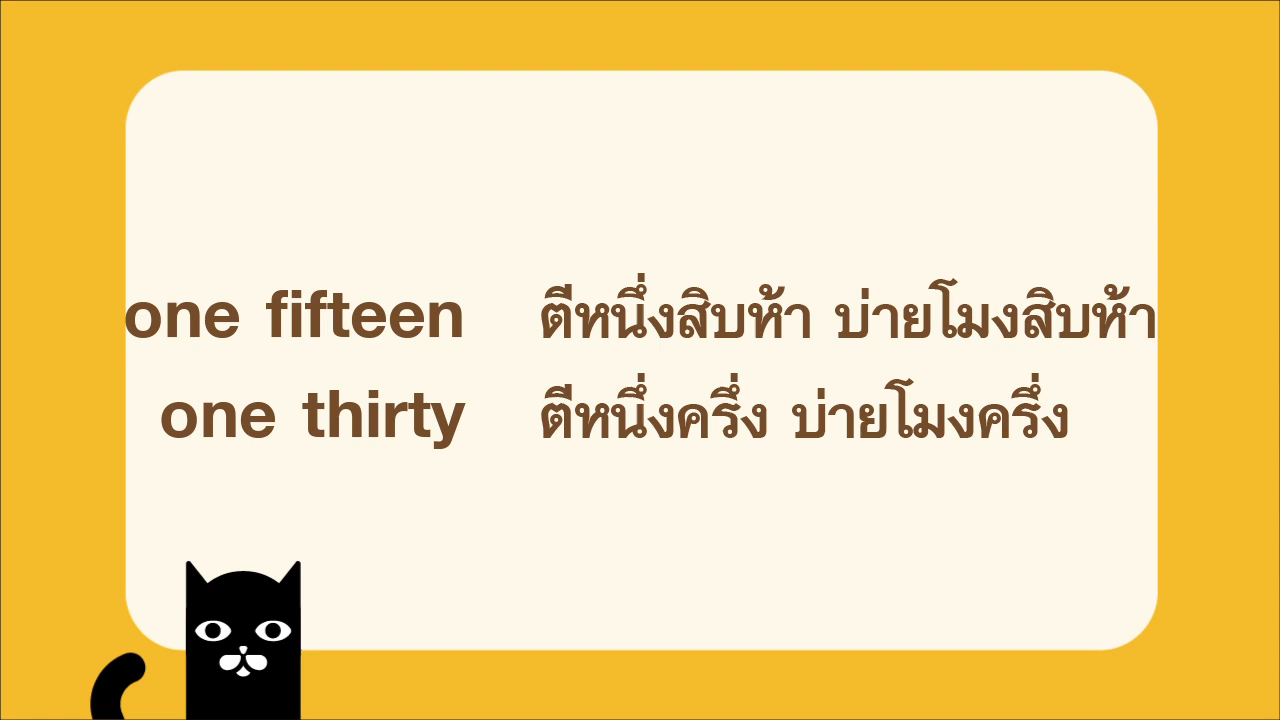 one fifteen ตีหนึ่งสิบห้า บ่ายโมงสิบห้า
one thirty ตีหนึ่งครึ่ง บ่ายโมงครึ่ง